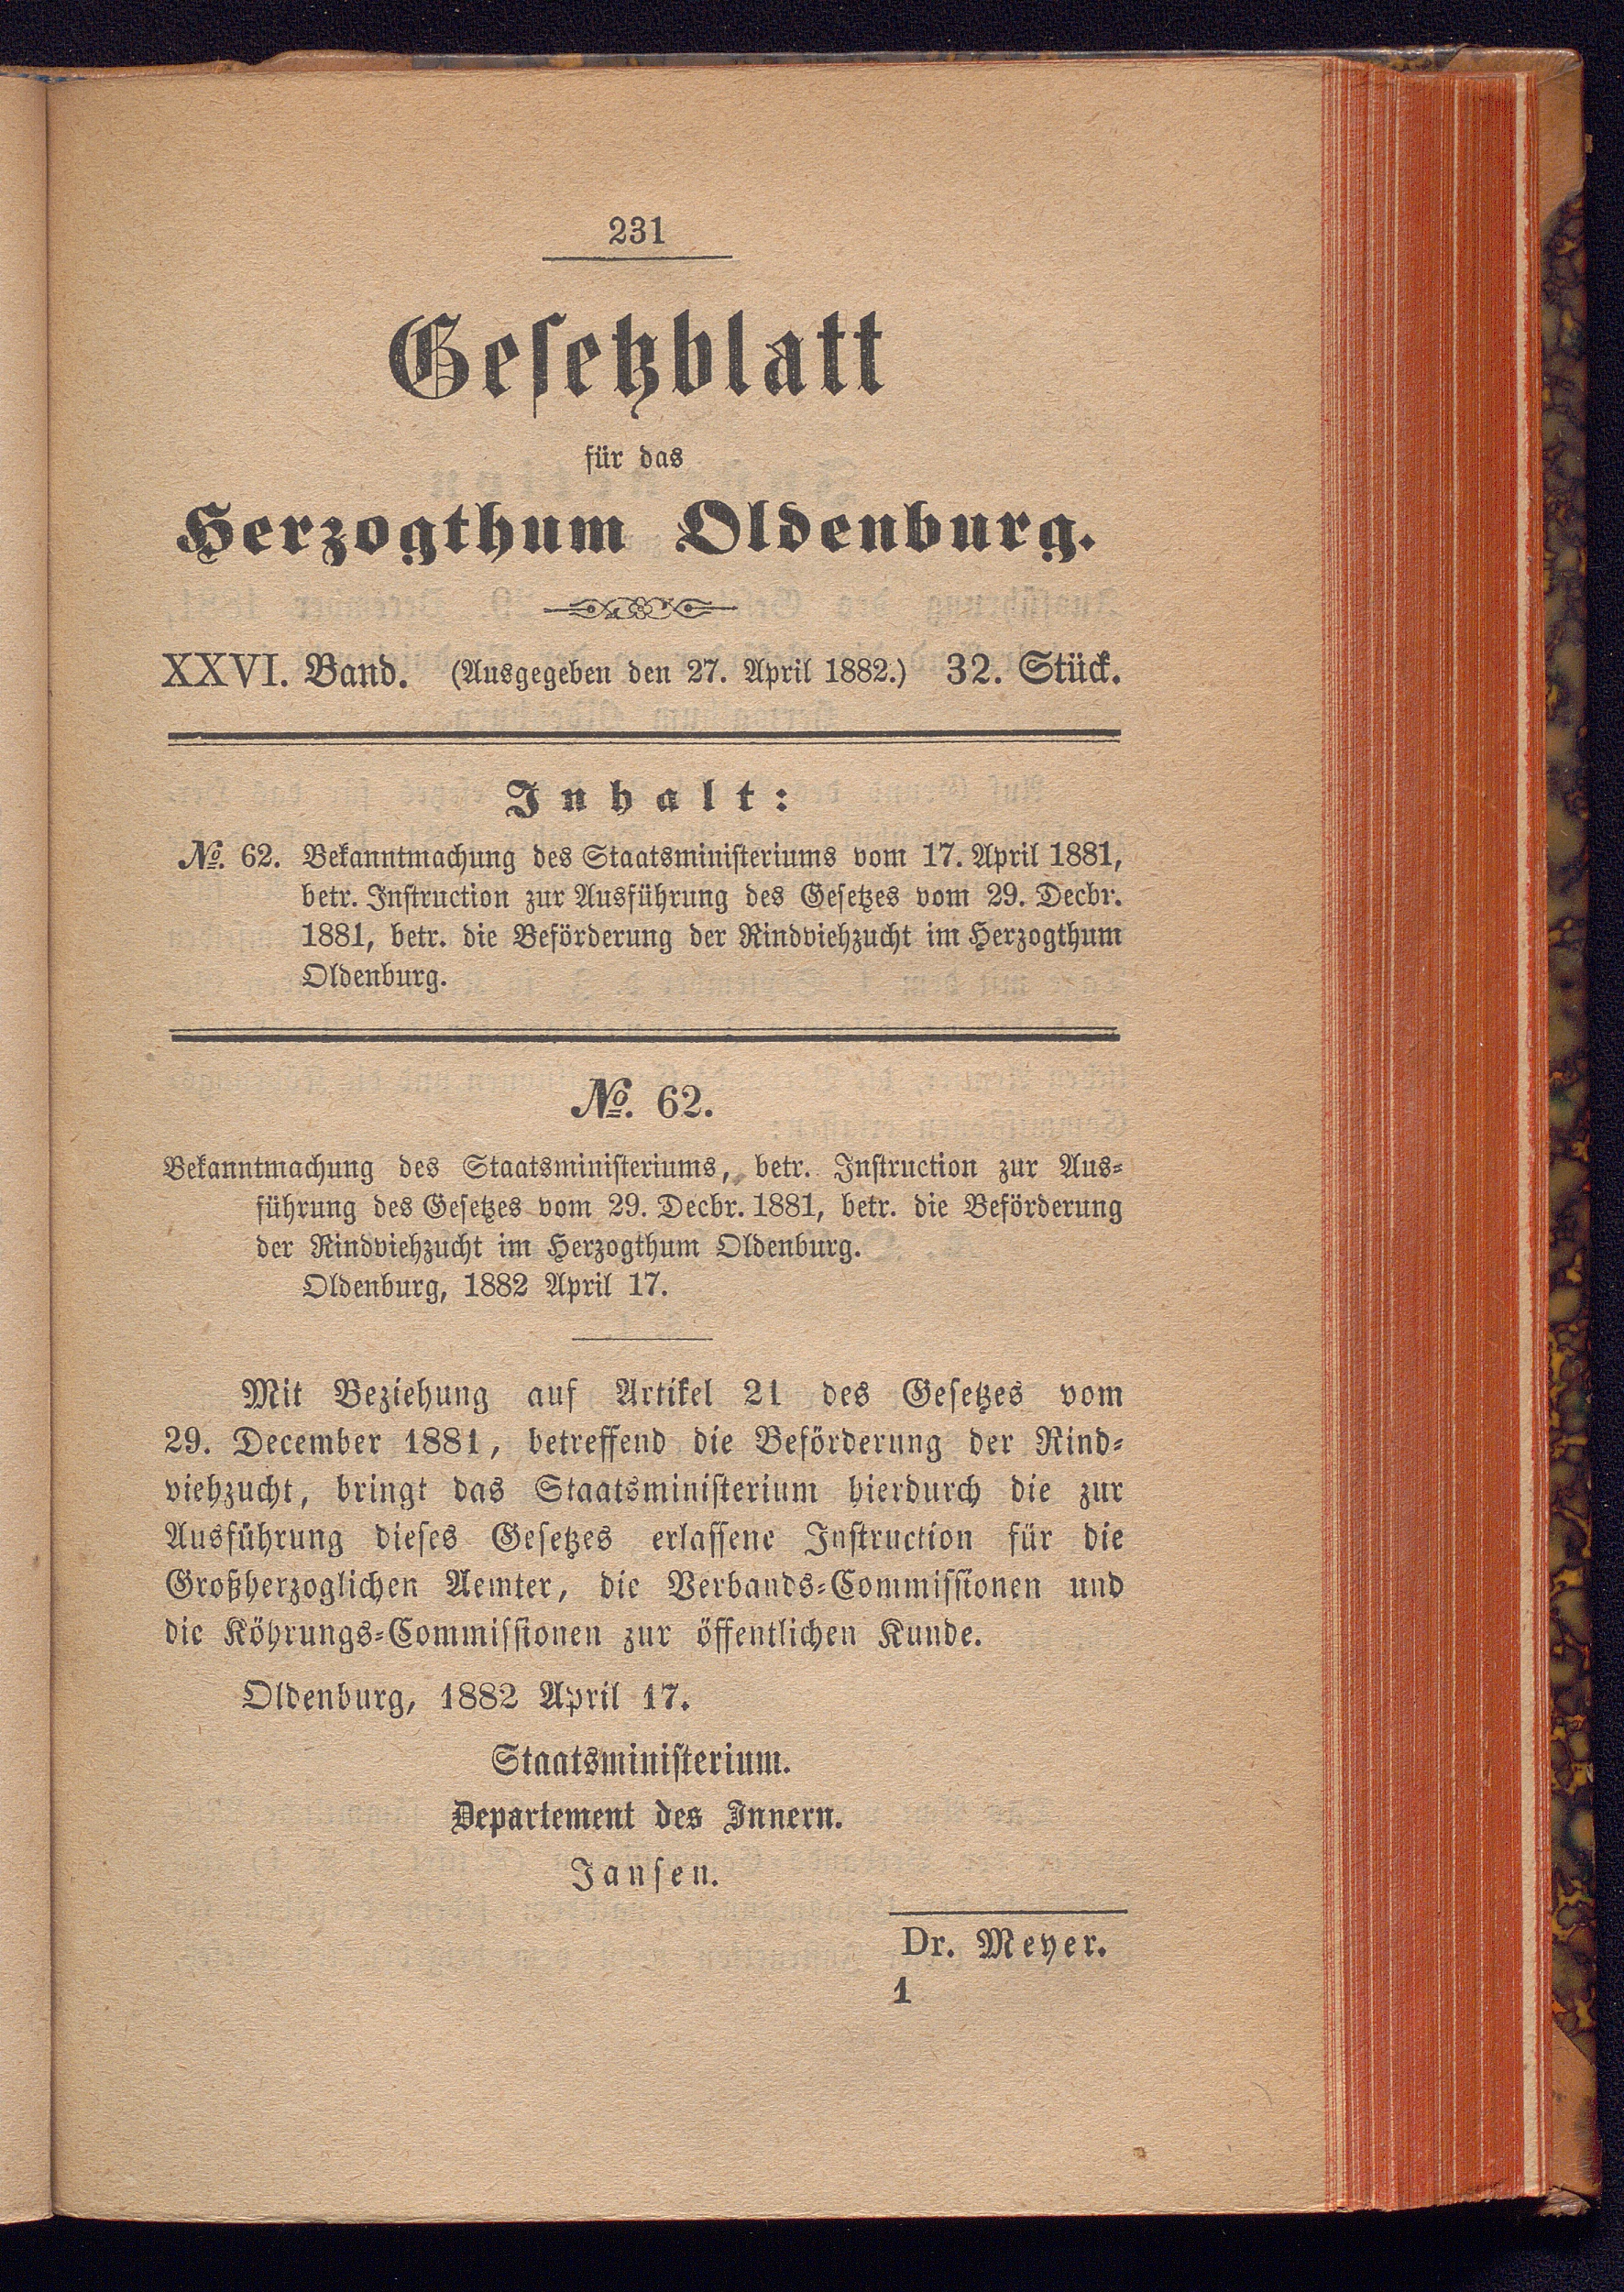 231
Gesetzblatt
für das
Herzogthum Oldenburg.
XXVI. Band. (Ausgegeben den 27. April 1882.) 32. Stück.
Inhalt:
№. 62. Bekanntmachung des Staatsministeriums vom 17. April 1881,
betr. Instruction zur Ausführung des Gesetzes vom 29. Decbr.
1881, betr. die Beförderung der Rindviehzucht im Herzogthum
Oldenburg.
№. 62.
Bekanntmachung des Staatsministeriums, betr. Instruction zur Aus-
führung des Gesetzes vom 29. Decbr. 1881, betr. die Beförderung
der Rindviehzucht im Herzogthum Oldenburg.
Oldenburg, 1882 April 17.
Mit Beziehung auf Artikel 21 des Gesetzes vom
29. December 1881, betreffend die Beförderung der Rind-
viehzucht, bringt das Staatsministerium hierdurch die zur
Ausführung dieses Gesetzes erlassene Instruction für die
Großherzoglichen Aemter, die Verbands-Commissionen und
die Köhrungs-Commissionen zur öffentlichen Kunde.
Oldenburg, 1882 April 17.
Staatsministerium.
Departement des Innern.
Jansen.
Dr. Meyer.
1